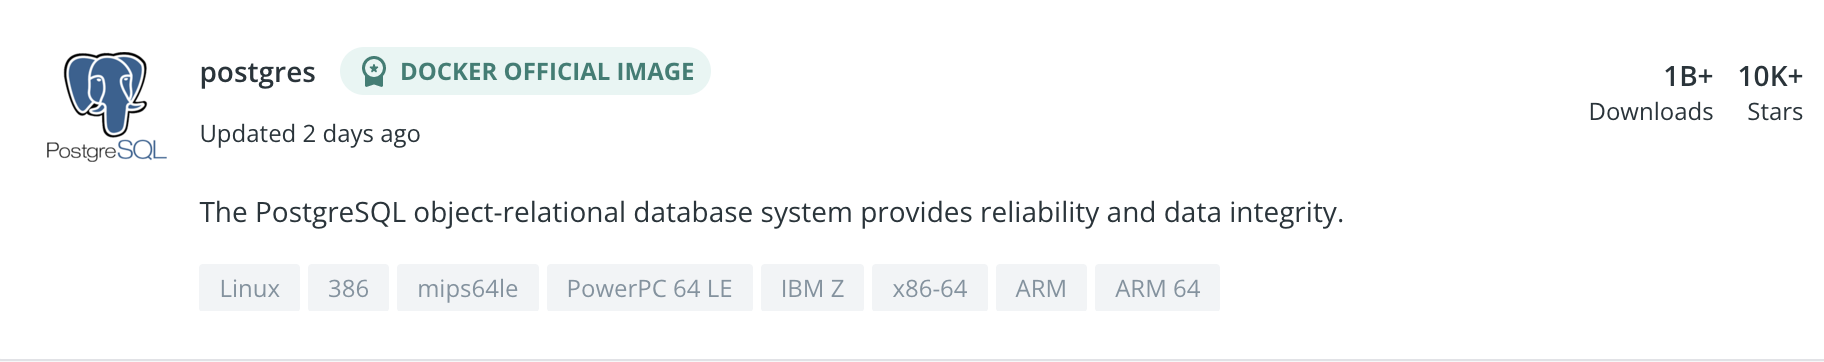 postgres DOCKER OFFICIAL IMAGE
1B+ 10K+
Downloads Stars
Updated 2 days ago
PostgreSQL
The PostgreSQL object-relational database system provides reliability and data integrity.
Linux 386 mips64le PowerPC 64 LE IBM Z x86-64 ARM ARM 64